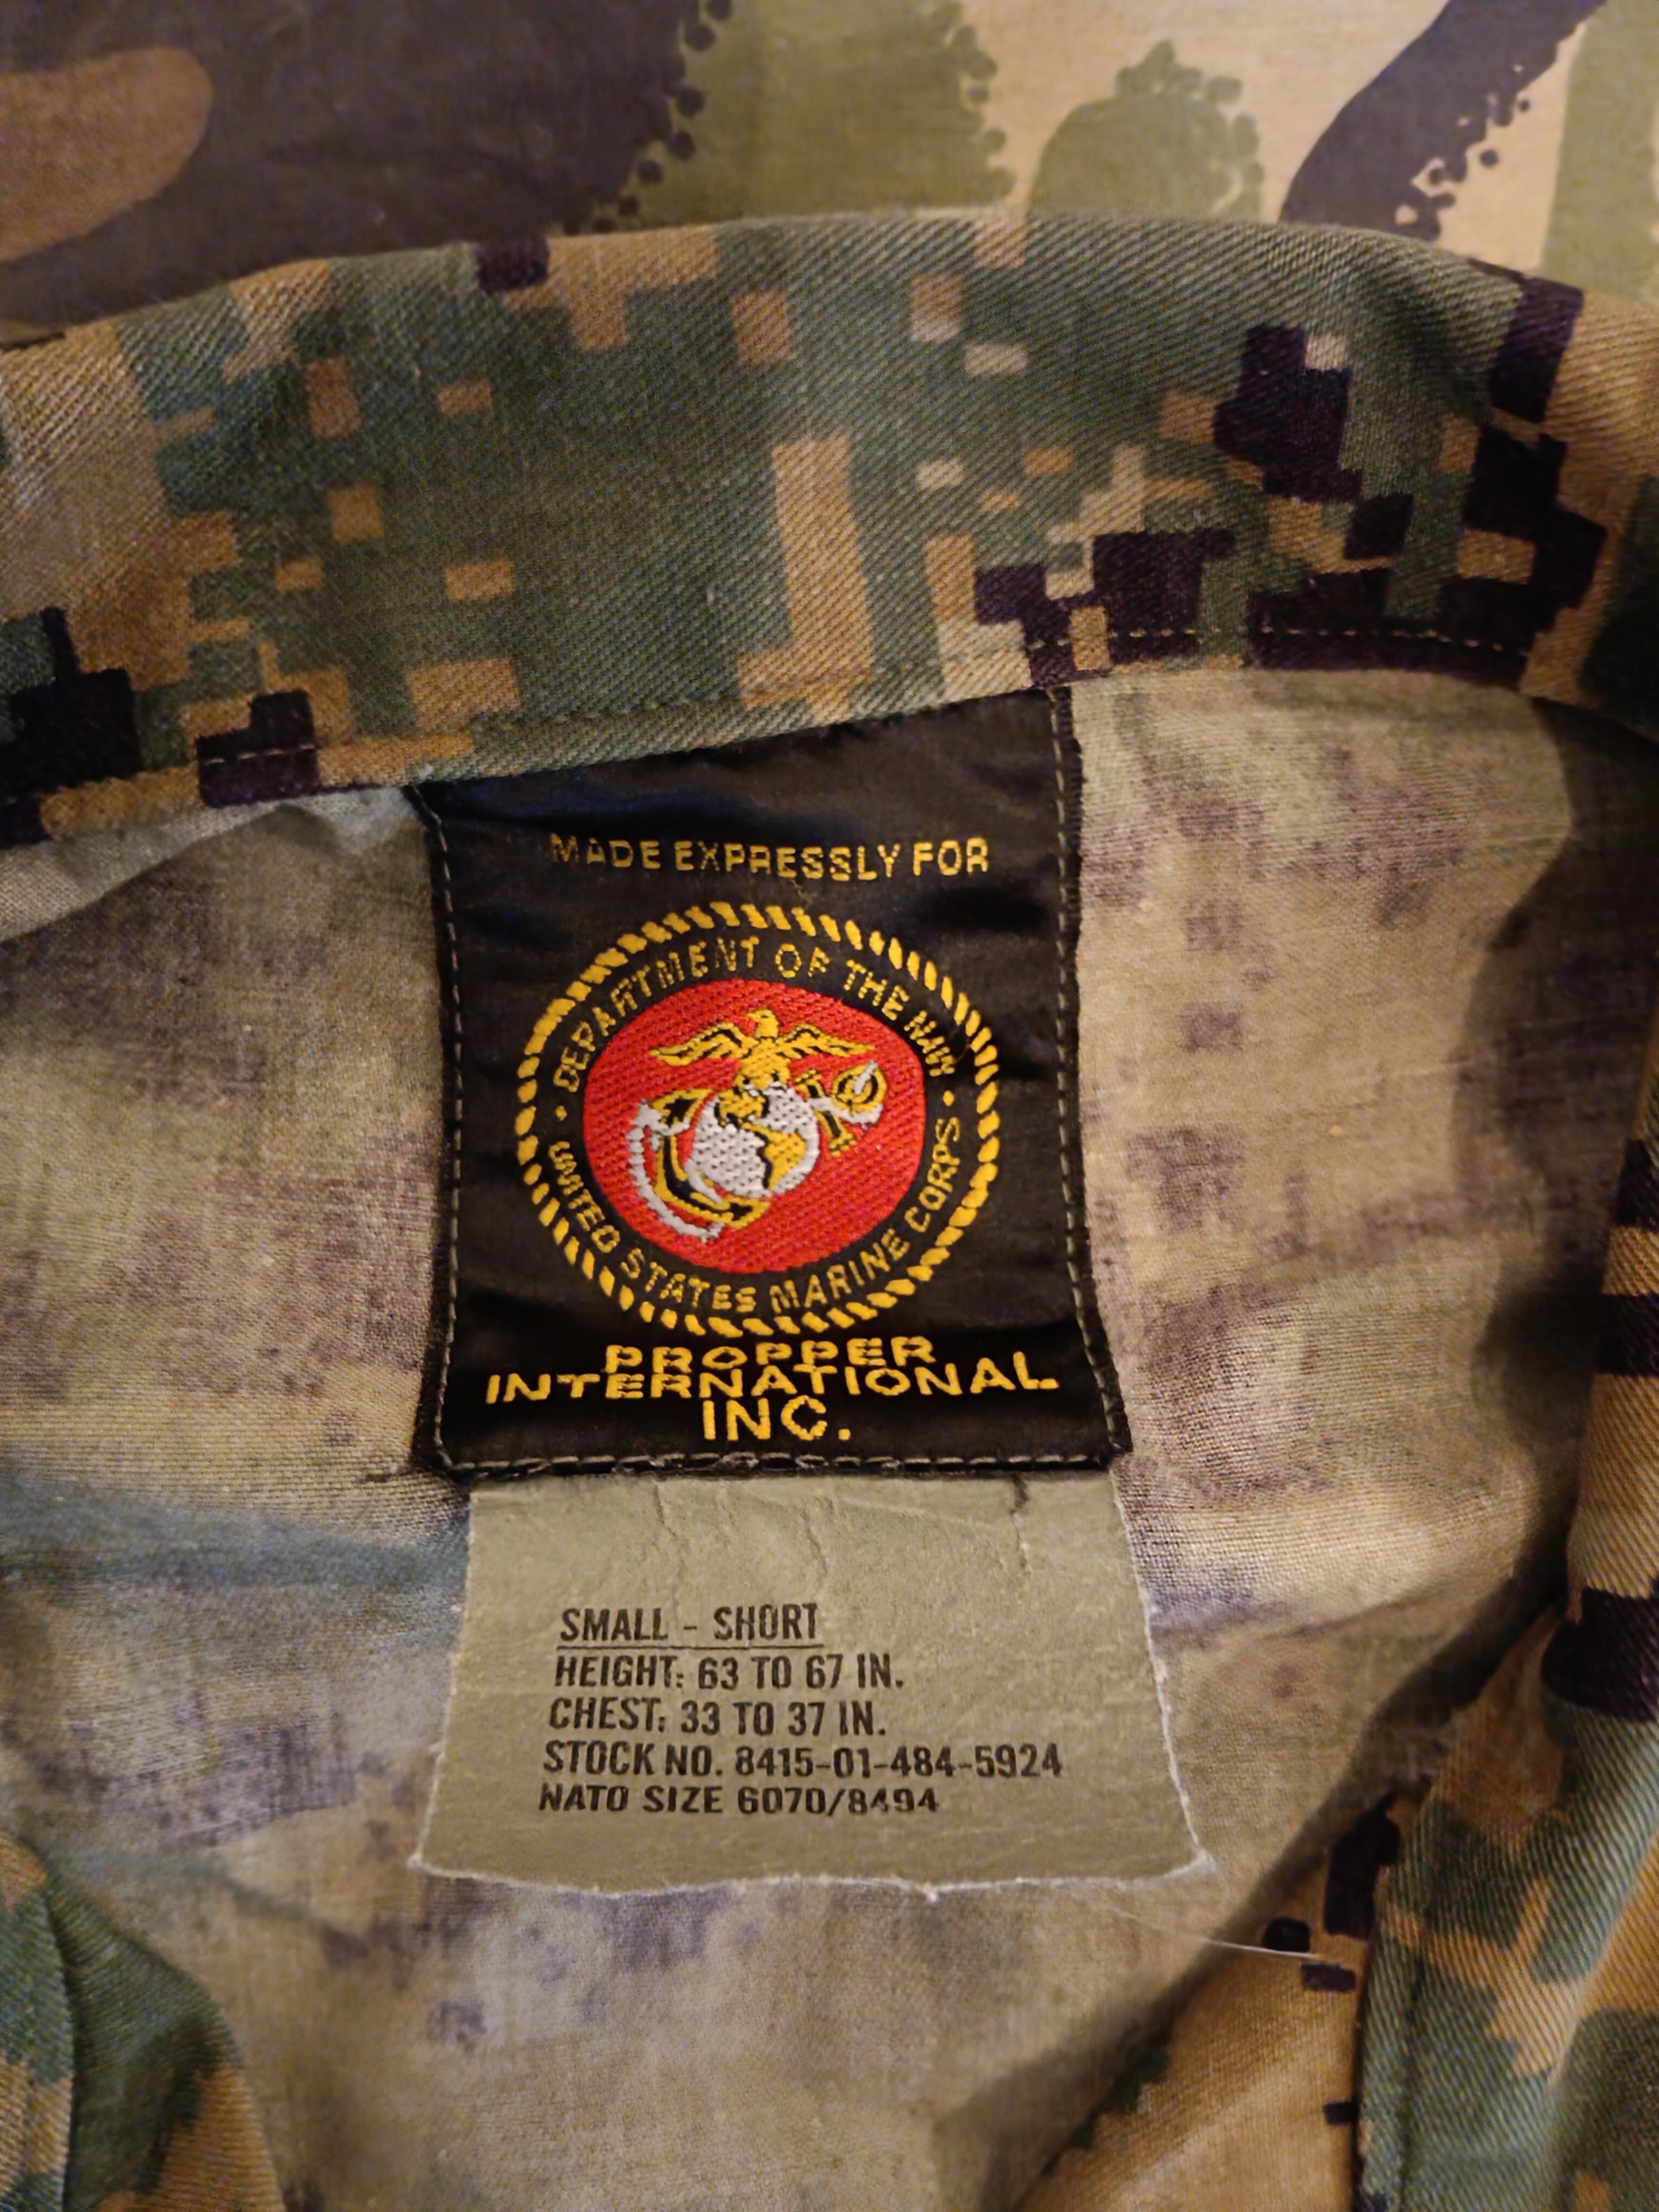 MADE EXPRESSLY FOR
DEPARTMENT OF THE NAVY
UNITED STATES MARINE CORPS
PROPPER
INTERNATIONAL
INC.
SMALL - SHORT
HEIGHT: 63 TO 67 IN.
CHEST: 33 TO 37 IN.
STOCK NO. 8415-01-484-5924
NATO SIZE 6070/8494